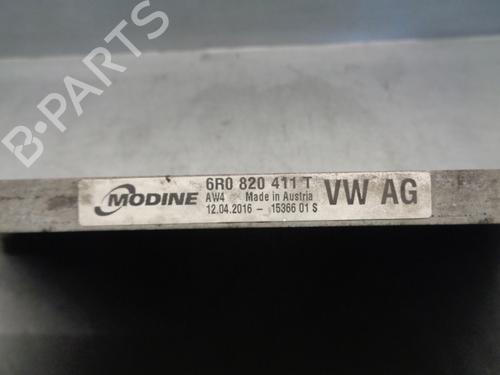 B-PARTS
MODINE
6R0 820 411 T
AW4 Made in Austria
12.04.2016 - 15366 01 S
VW AG